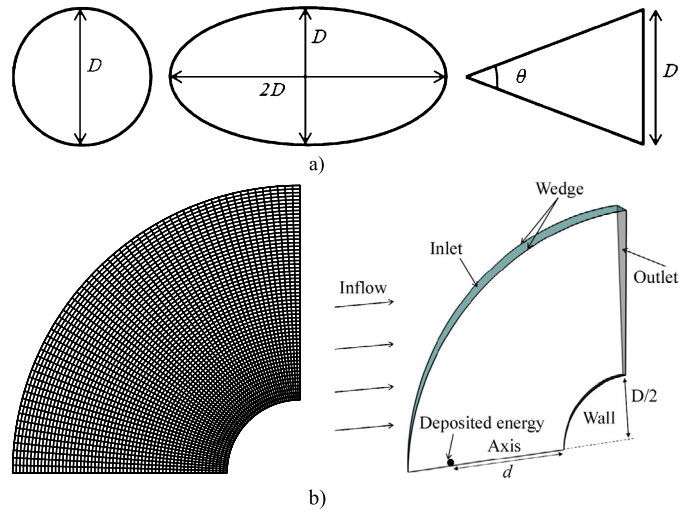 D
D
2D
θ
D
a)
Wedge
Inlet
Inflow
Outlet
D/2
Deposited energy
Wall
Axis
d
b)